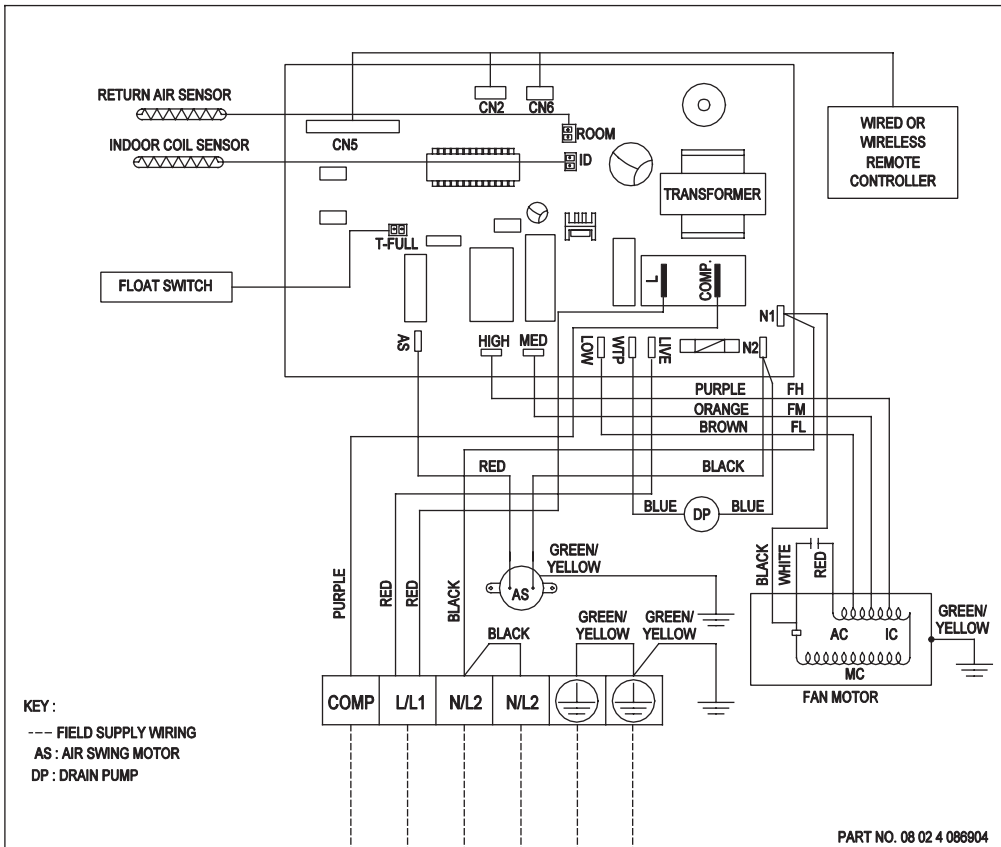 RETURN AIR SENSOR
INDOOR COIL SENSOR
CN5
CN2
CN6
ROOM
ID
TRANSFORMER
WIRED OR
WIRELESS
REMOTE
CONTROLLER
T-FULL
FLOAT SWITCH
L
COMP.
N1
AS
HIGH
MED
LOW
WTP
LIVE
N2
PURPLE
FH
ORANGE
FM
BROWN
FL
RED
BLACK
BLUE
DP
BLUE
PURPLE
RED
RED
BLACK
GREEN/
YELLOW
AS
BLACK
GREEN/
YELLOW
GREEN/
YELLOW
BLACK
WHITE
RED
AC
IC
MC
GREEN/
YELLOW
FAN MOTOR
COMP
L/L1
N/L2
N/L2
KEY :
--- FIELD SUPPLY WIRING
AS : AIR SWING MOTOR
DP : DRAIN PUMP
PART NO. 08 02 4 086904